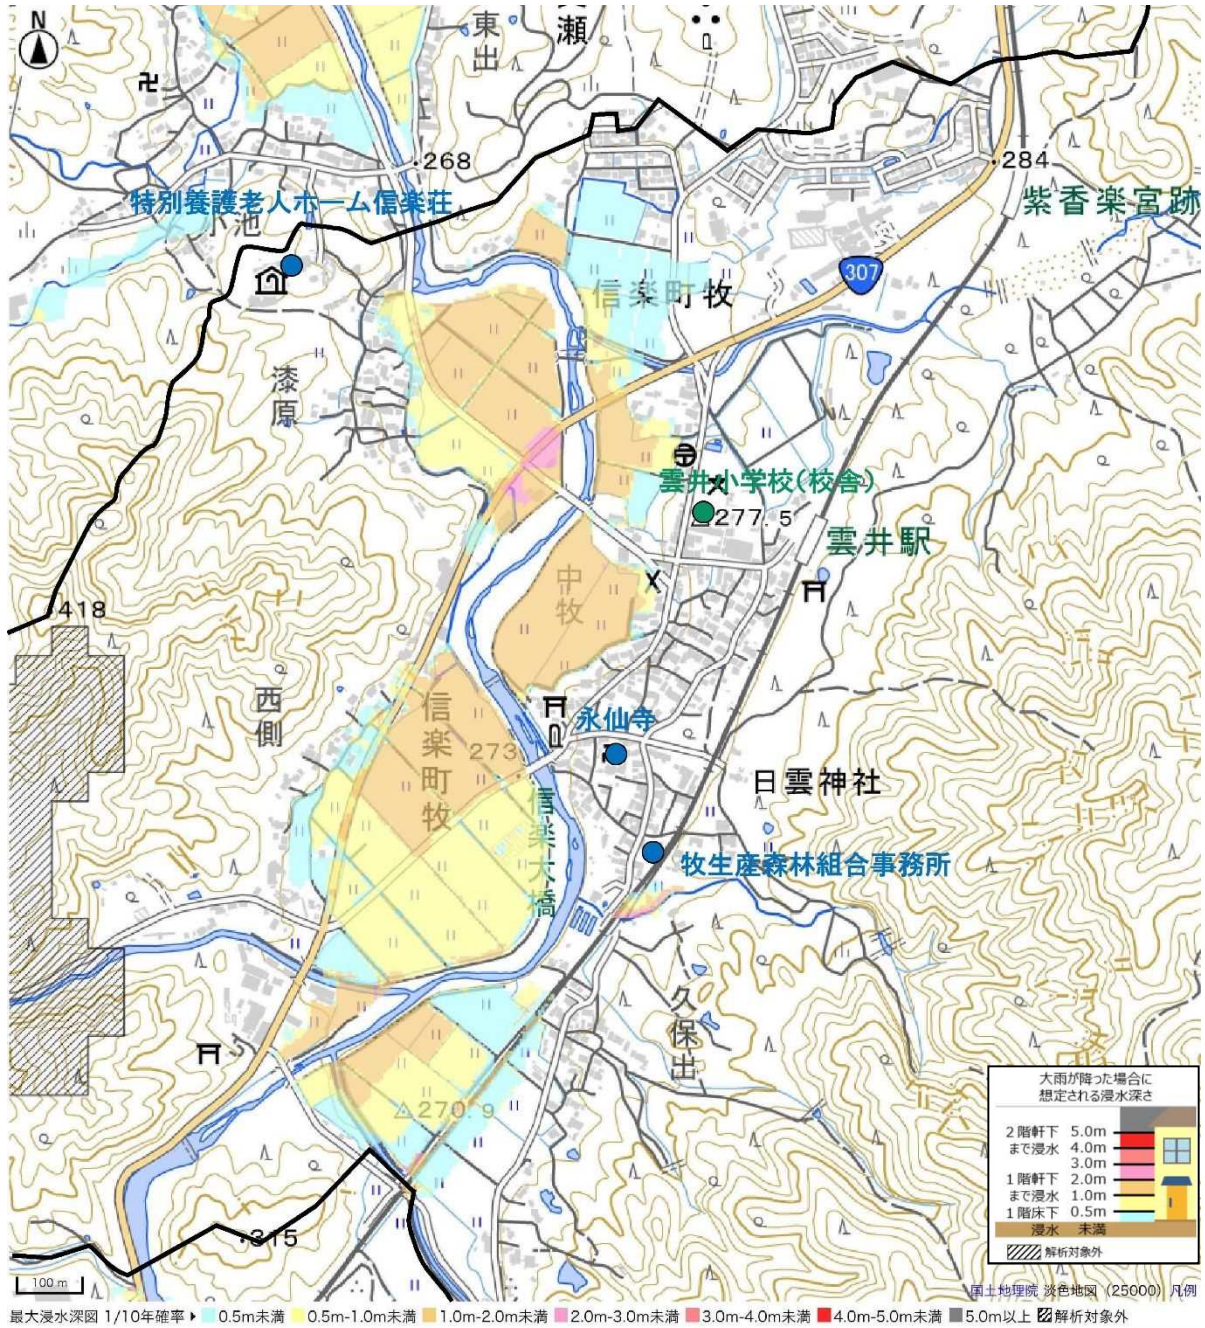 N
東出
瀬
268
284
特別養護老人ホーム信楽荘
小池
紫香楽宮跡
307
信楽町牧
漆原
雲井小学校(校舎)
277.5
雲井駅
中牧
418
西側
信楽町牧
永仙寺
273
日雲神社
信楽大橋
牧生産森林組合事務所
久保出
270.9
315
大雨が降った場合に
想定される浸水深さ
2階軒下 5.0m
まで浸水 4.0m
3.0m
1階軒下 2.0m
まで浸水 1.0m
1階床下 0.5m
浸水 未満
解析対象外
100 m
国土地理院 淡色地図 (25000) 凡例
最大浸水深図 1/10年確率 ▶ 0.5m未満 0.5m-1.0m未満 1.0m-2.0m未満 2.0m-3.0m未満 3.0m-4.0m未満 4.0m-5.0m未満 5.0m以上 解析対象外